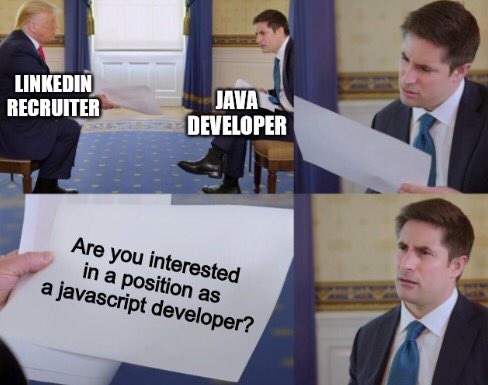 LINKEDIN
RECRUITER
JAVA
DEVELOPER
Are you interested
in a position as
a javascript developer?